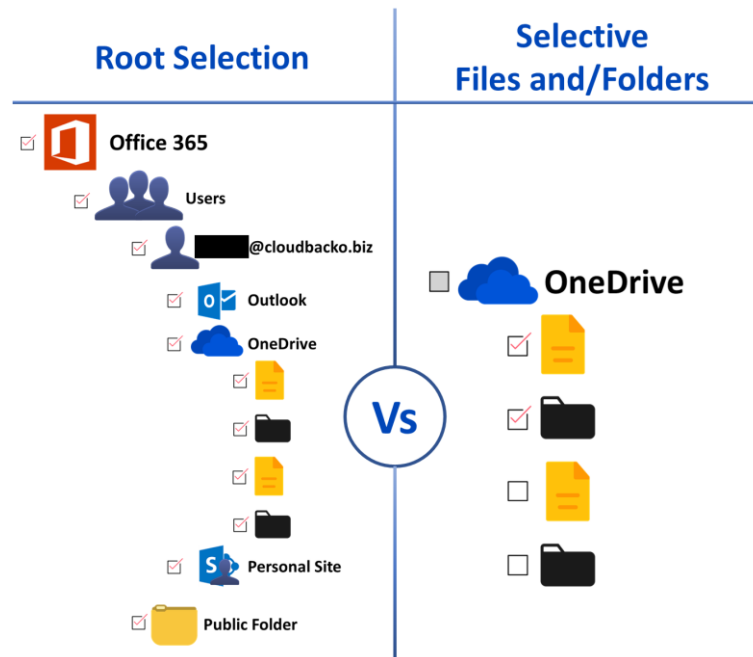 Root Selection
Selective
Files and/Folders
Office 365
Users
@cloudbacko.biz
Outlook
OneDrive
Personal Site
Public Folder
Vs
OneDrive